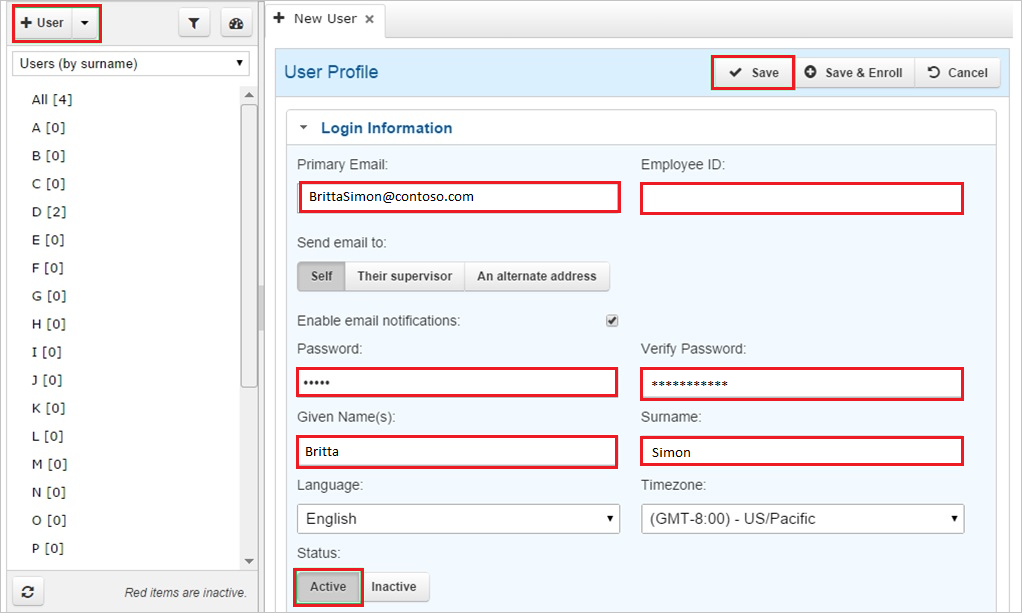 User
Users (by surname)
All [4]
A [0]
B [0]
C [0]
D [2]
E [0]
F [0]
G [0]
H [0]
I [0]
J [0]
K [0]
L [0]
M [0]
N [0]
O [0]
P [0]
Red items are inactive.
New User
User Profile
Save
Save & Enroll
Cancel
Login Information
Primary Email: Employee ID:
BrittaSimon@contoso.com
Send email to:
Self Their supervisor An alternate address
Enable email notifications:
Password: Verify Password:
••••• ***********
Given Name(s): Surname:
Britta Simon
Language: Timezone:
English (GMT-8:00) - US/Pacific
Status:
Active Inactive